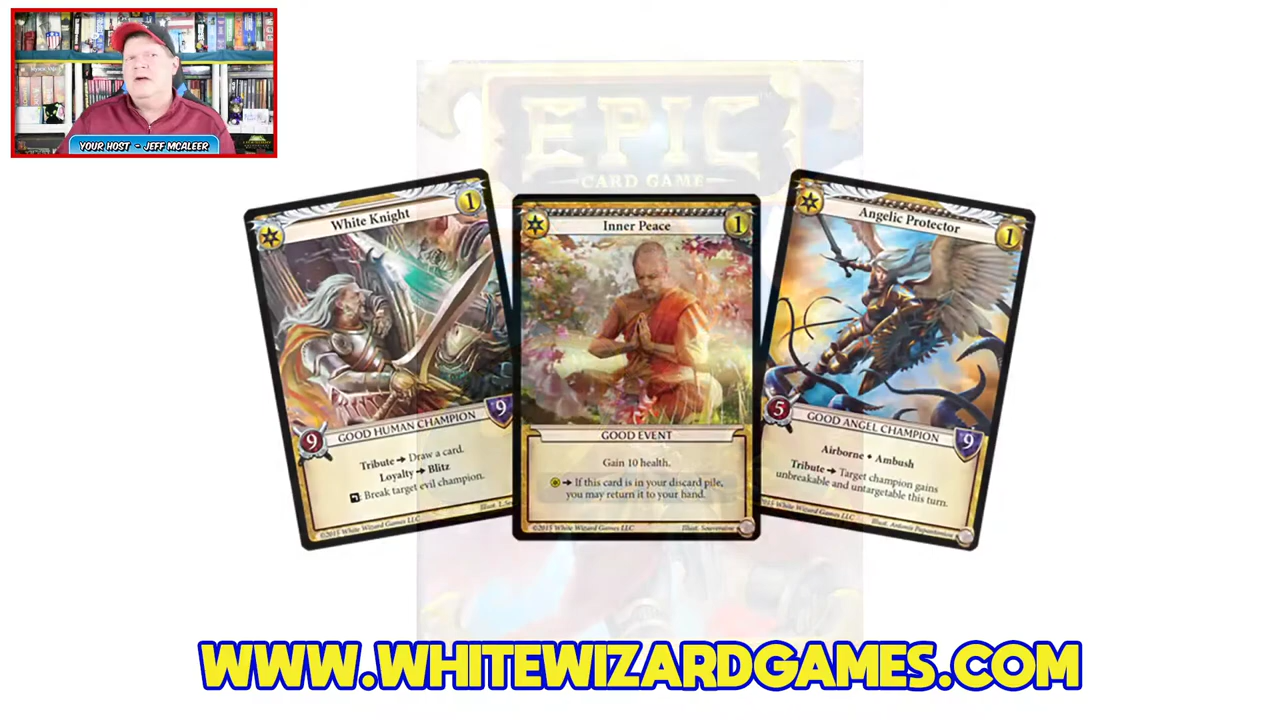 YOUR HOST - JEFF MCALEER
EPIC
CARD GAME
White Knight
1
9
GOOD HUMAN CHAMPION
9
Tribute → Draw a card.
Loyalty → Blitz
: Break target evil champion.
©2015 White Wizard Games LLC
Inner Peace
1
GOOD EVENT
Gain 10 health.
→ If this card is in your discard pile,
you may return it to your hand.
©2015 White Wizard Games LLC
Angelic Protector
1
5
GOOD ANGEL CHAMPION
9
Airborne • Ambush
Tribute → Target champion gains
unbreakable and untargetable this turn.
2015 White Wizard Games LLC
WWW.WHITEWIZARDGAMES.COM